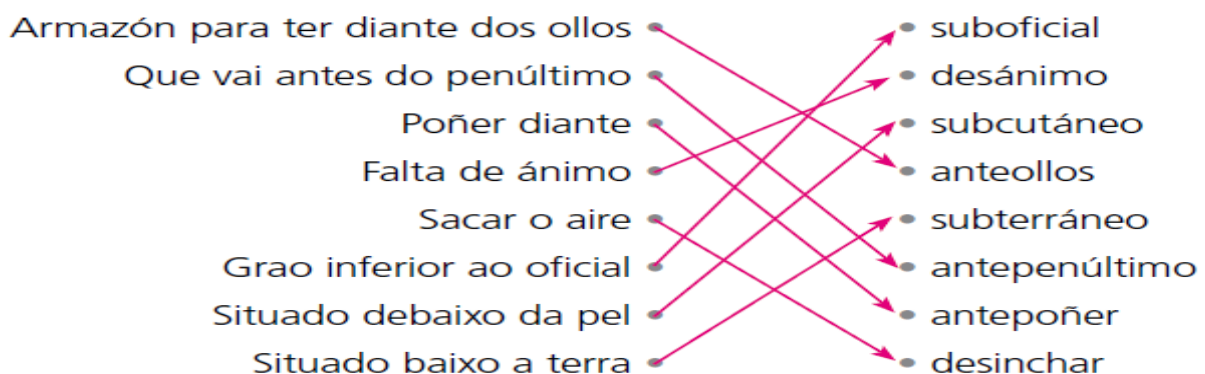 Armazón para ter diante dos ollos suboficial
Que vai antes do penúltimo desánimo
Poñer diante subcutáneo
Falta de ánimo anteollos
Sacar o aire subterráneo
Grao inferior ao oficial antepenúltimo
Situado debaixo da pel antepoñer
Situado baixo a terra desinchar